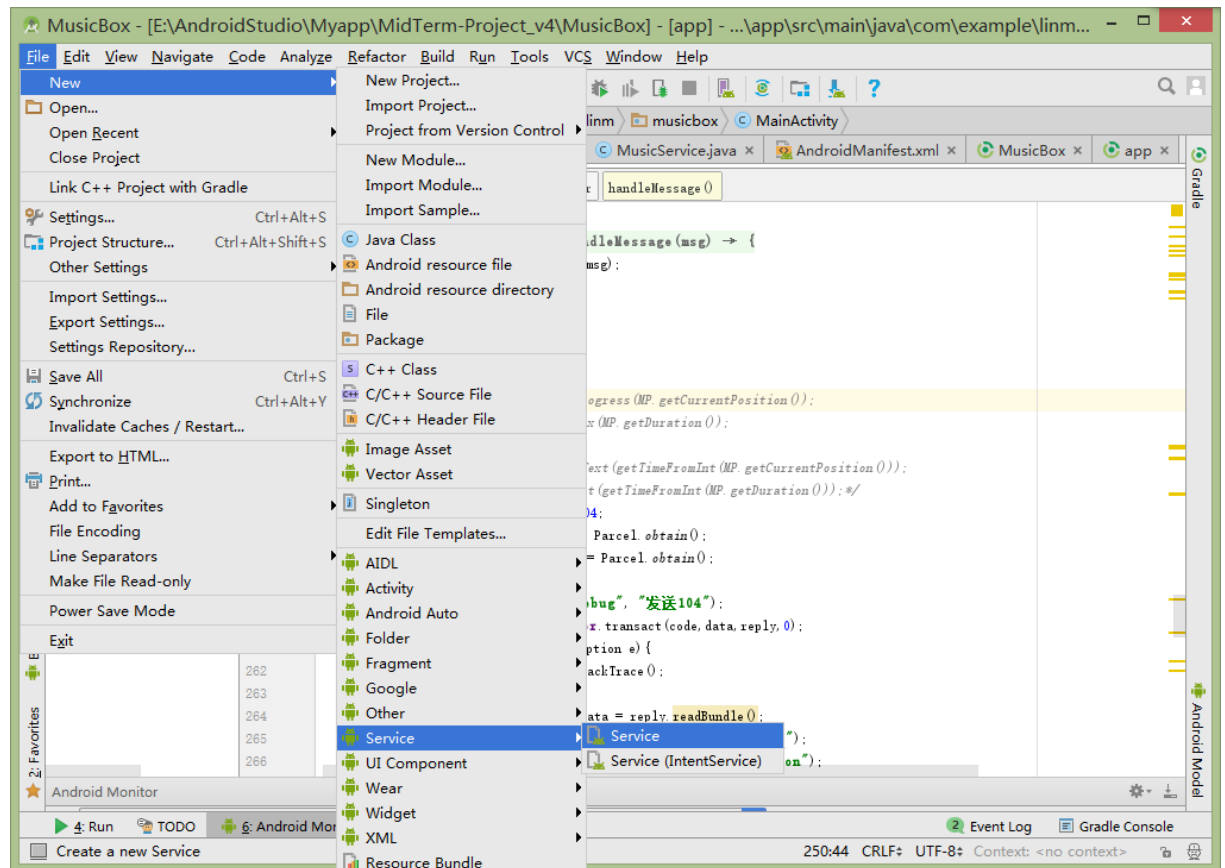 MusicBox - [E:\AndroidStudio\Myapp\MidTerm-Project_v4\MusicBox] - [app] - ...\app\src\main\java\com\example\linm...
File Edit View Navigate Code Analyze Refactor Build Run Tools VCS Window Help
New
Open...
Open Recent
Close Project
Link C++ Project with Gradle
Settings... Ctrl+Alt+S
Project Structure... Ctrl+Alt+Shift+S
Other Settings
Import Settings...
Export Settings...
Settings Repository...
Save All Ctrl+S
Synchronize Ctrl+Alt+Y
Invalidate Caches / Restart...
Export to HTML...
Print...
Add to Favorites
File Encoding
Line Separators
Make File Read-only
Power Save Mode
Exit
New Project...
Import Project...
Project from Version Control
New Module...
Import Module...
Import Sample...
Java Class
Android resource file
Android resource directory
File
Package
C++ Class
C/C++ Source File
C/C++ Header File
Image Asset
Vector Asset
Singleton
Edit File Templates...
AIDL
Activity
Android Auto
Folder
Fragment
Google
Other
Service
UI Component
Wear
Widget
XML
Resource Bundle
Service
Service (IntentService)
linm musicbox MainActivity
MusicService.java AndroidManifest.xml MusicBox app
handleMessage()
dleMessage(msg) → {
msg);
ogress(MP.getCurrentPosition());
x(MP.getDuration());
ext(getTimeFromInt(MP.getCurrentPosition()));
t(getTimeFromInt(MP.getDuration()));*/
04;
Parcel.obtain();
= Parcel.obtain();
bug", "发送104");
r.transact(code,data,reply,0);
ption e){
ackTrace();
ata = reply.readBundle();
");
on");
262
263
264
265
266
Gradle
Android Model
2: Favorites
Android Monitor
4: Run TODO 6: Android Mon
2 Event Log Gradle Console
Create a new Service 250:44 CRLF UTF-8 Context: <no context>